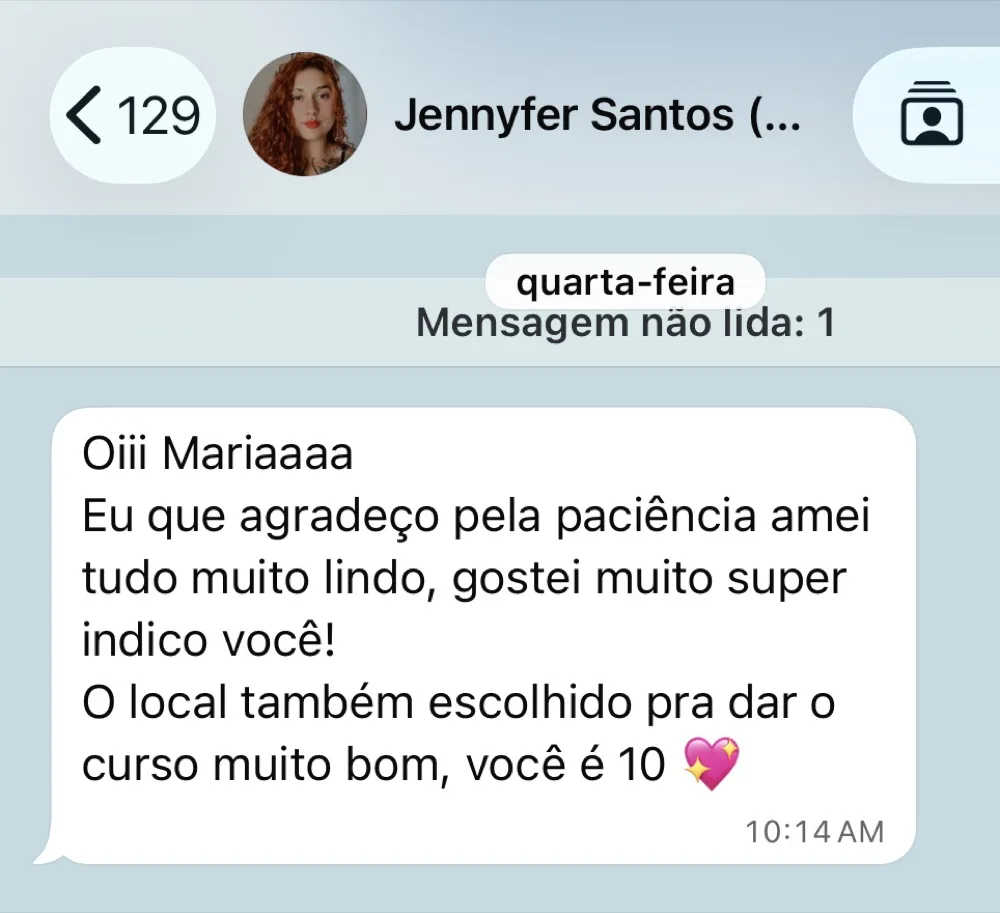 129
Jennyfer Santos (...
quarta-feira
Mensagem não lida: 1
Oiii Mariaaaa
Eu que agradeço pela paciência amei
tudo muito lindo, gostei muito super
indico você!
O local também escolhido pra dar o
curso muito bom, você é 10 💖
10:14 AM